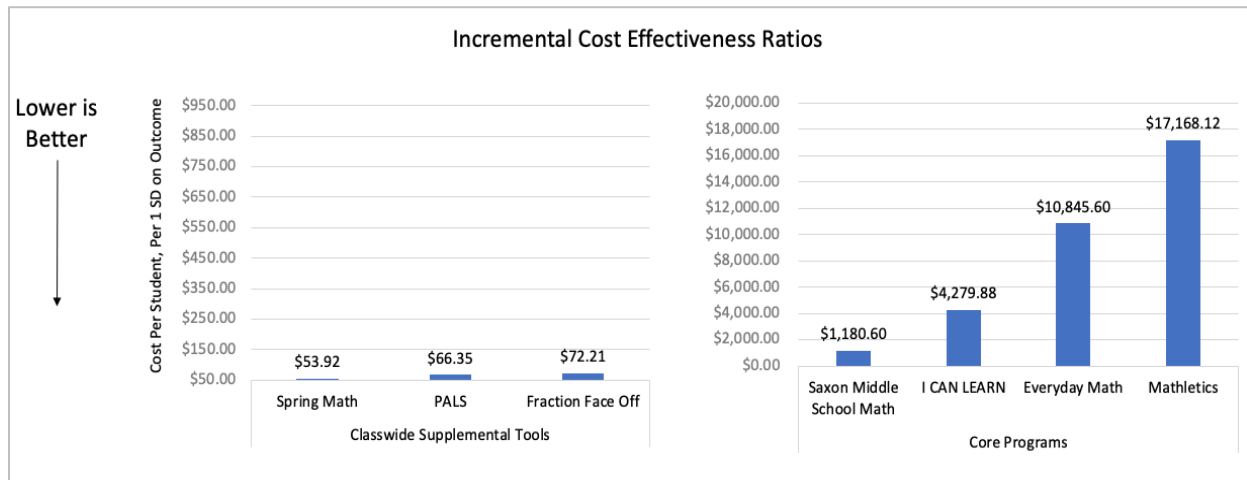 Incremental Cost Effectiveness Ratios
Lower is
Better
Cost Per Student, Per 1 SD on Outcome
$950.00
$850.00
$750.00
$650.00
$550.00
$450.00
$350.00
$250.00
$150.00
$50.00
$53.92
$66.35
$72.21
Spring Math
PALS
Fraction Face Off
Classwide Supplemental Tools
$20,000.00
$18,000.00
$16,000.00
$14,000.00
$12,000.00
$10,000.00
$8,000.00
$6,000.00
$4,000.00
$2,000.00
$0.00
$1,180.60
$4,279.88
$10,845.60
$17,168.12
Saxon Middle
School Math
I CAN LEARN
Everyday Math
Mathletics
Core Programs